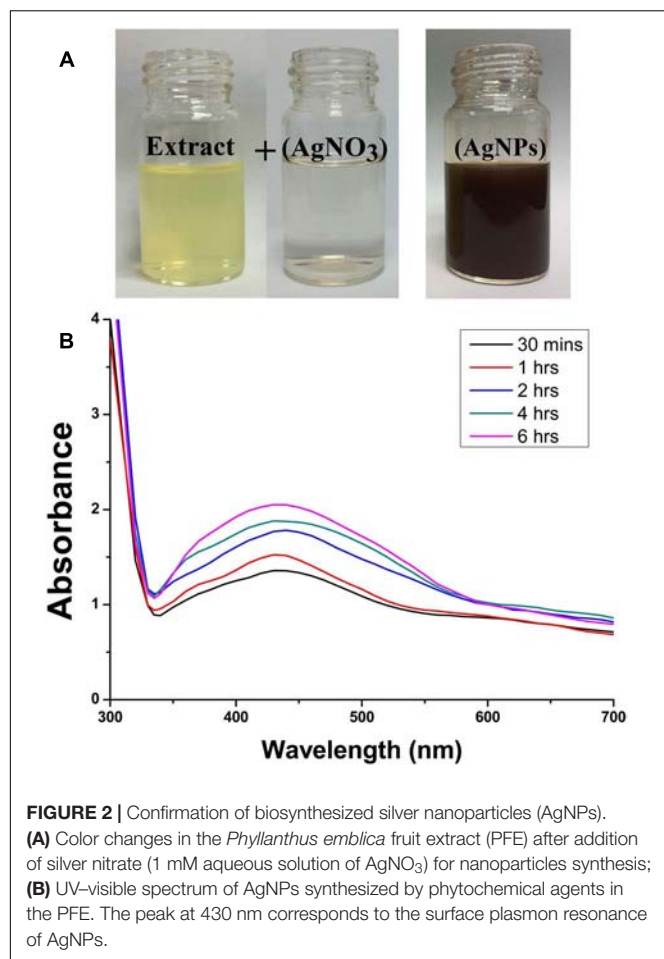 A
Extract + (AgNO₃) (AgNPs)
B
4
3
2
1
0
Absorbance
30 mins
1 hrs
2 hrs
4 hrs
6 hrs
300 400 500 600 700
Wavelength (nm)
FIGURE 2 | Confirmation of biosynthesized silver nanoparticles (AgNPs).
(A) Color changes in the Phyllanthus emblica fruit extract (PFE) after addition
of silver nitrate (1 mM aqueous solution of AgNO₃) for nanoparticles synthesis;
(B) UV–visible spectrum of AgNPs synthesized by phytochemical agents in
the PFE. The peak at 430 nm corresponds to the surface plasmon resonance
of AgNPs.